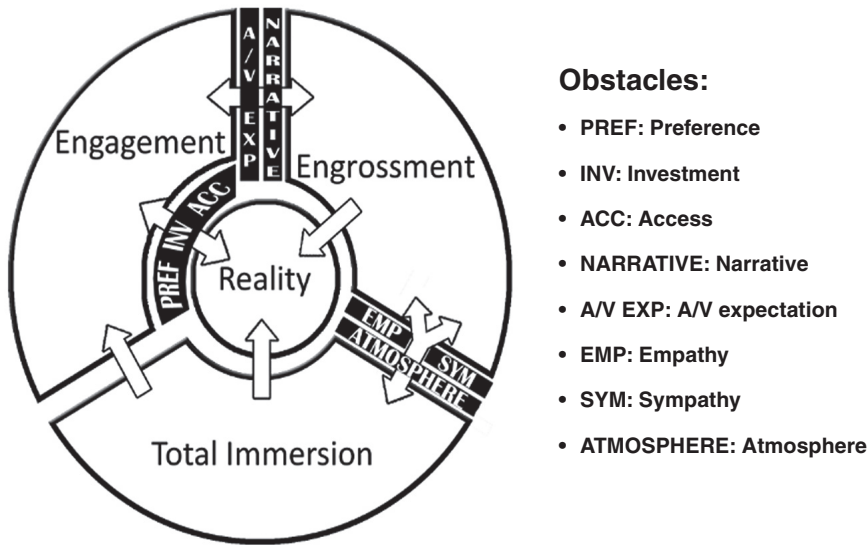 A/V EXP
NARRATIVE
Engagement
Engrossment
PREF INV ACC
Reality
EMP
SYM
ATMOSPHERE
Total Immersion
Obstacles:
• PREF: Preference
• INV: Investment
• ACC: Access
• NARRATIVE: Narrative
• A/V EXP: A/V expectation
• EMP: Empathy
• SYM: Sympathy
• ATMOSPHERE: Atmosphere